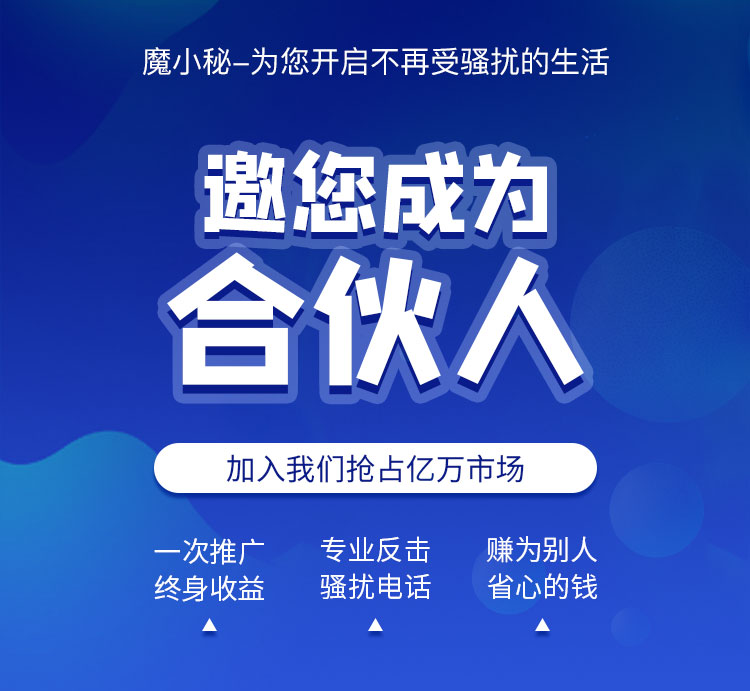 魔小秘–为您开启不再受骚扰的生活
邀您成为
合伙人
加入我们抢占亿万市场
一次推广
终身收益
专业反击
骚扰电话
赚为别人
省心的钱